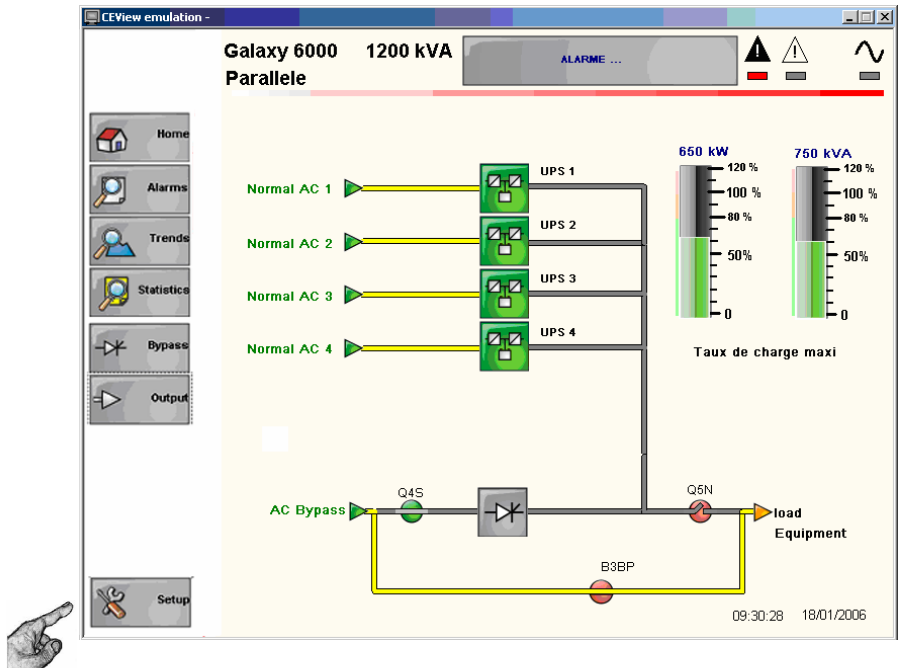 CEView emulation -
Galaxy 6000 1200 kVA
Parallele
ALARME ...
Home
Alarms
Trends
Statistics
Bypass
Output
Setup
Normal AC 1
UPS 1
Normal AC 2
UPS 2
Normal AC 3
UPS 3
Normal AC 4
UPS 4
650 kW
120 %
100 %
80 %
50%
0
750 kVA
120 %
100 %
80 %
50%
0
Taux de charge maxi
AC Bypass
Q4S
Q5N
load
Equipment
B3BP
09:30:28 18/01/2006